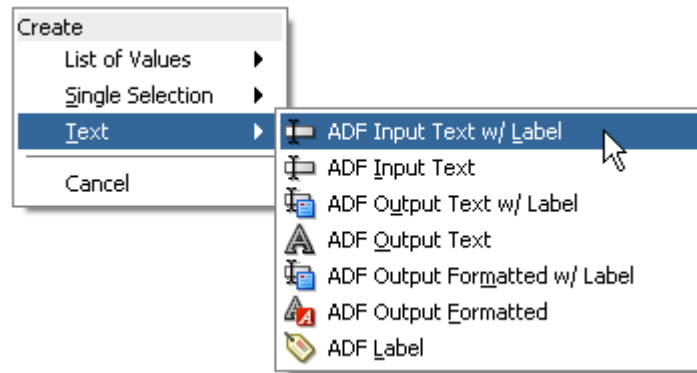 Create
List of Values
Single Selection
Text
Cancel
ADF Input Text w/ Label
ADF Input Text
ADF Output Text w/ Label
ADF Output Text
ADF Output Formatted w/ Label
ADF Output Formatted
ADF Label